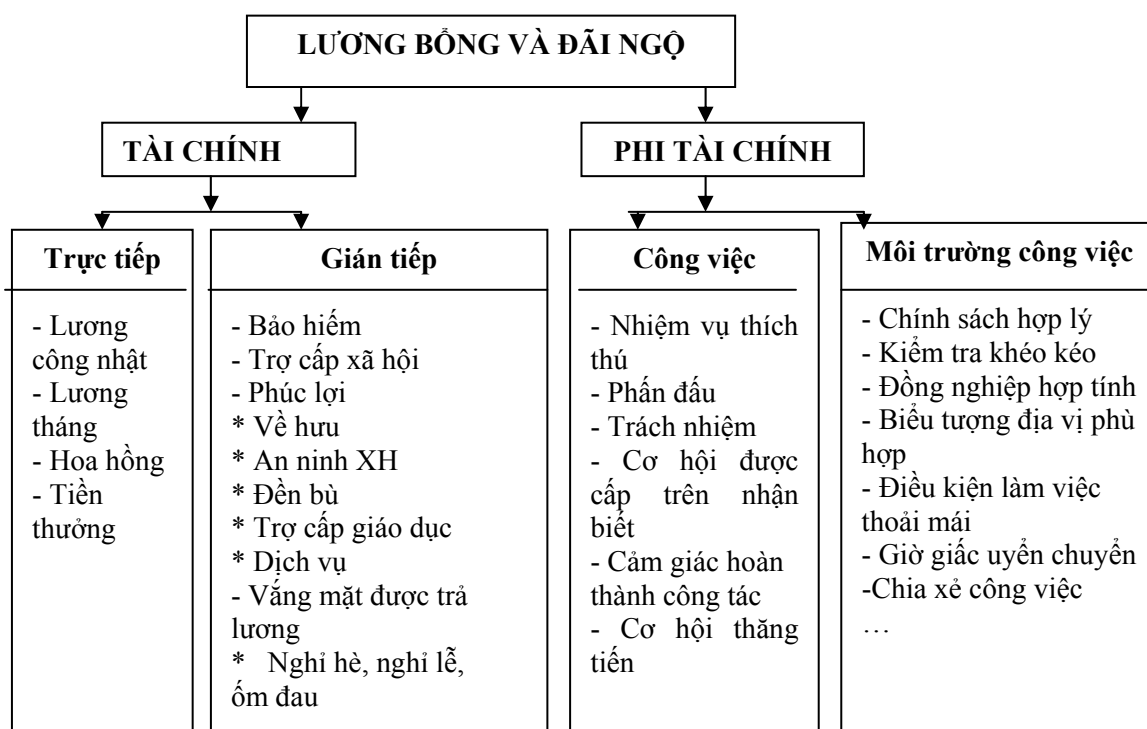 LƯƠNG BỔNG VÀ ĐÃI NGỘ
TÀI CHÍNH
PHI TÀI CHÍNH
Trực tiếp
- Lương
công nhật
- Lương
tháng
- Hoa hồng
- Tiền
thưởng
Gián tiếp
- Bảo hiếm
- Trợ cấp xã hội
- Phúc lợi
* Về hưu
* An ninh XH
* Đền bù
* Trợ cấp giáo dục
* Dịch vụ
- Vắng mặt được trả
lương
* Nghỉ hè, nghỉ lễ,
ốm đau
Công việc
- Nhiệm vụ thích
thú
- Phấn đấu
- Trách nhiệm
- Cơ hội được
cấp trên nhận
biết
- Cảm giác hoàn
thành công tác
- Cơ hội thăng
tiến
Môi trường công việc
- Chính sách hợp lý
- Kiểm tra khéo kéo
- Đồng nghiệp hợp tính
- Biểu tượng địa vị phù
hợp
- Điều kiện làm việc
thoải mái
- Giờ giấc uyển chuyển
-Chia xẻ công việc
…